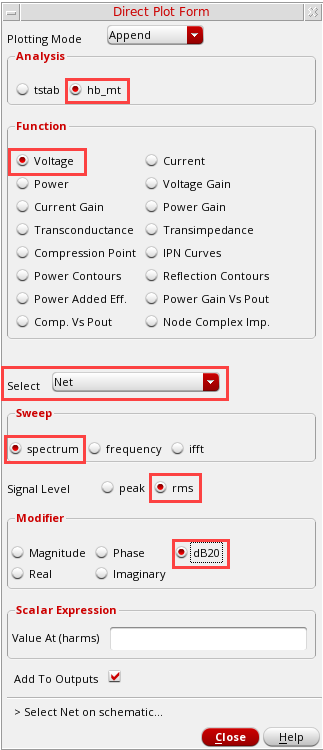 Direct Plot Form
Plotting Mode Append
Analysis
tstab hb_mt
Function
Voltage Current
Power Voltage Gain
Current Gain Power Gain
Transconductance Transimpedance
Compression Point IPN Curves
Power Contours Reflection Contours
Power Added Eff. Power Gain Vs Pout
Comp. Vs Pout Node Complex Imp.
Select Net
Sweep
spectrum frequency ifft
Signal Level peak rms
Modifier
Magnitude Phase dB20
Real Imaginary
Scalar Expression
Value At (harms)
Add To Outputs
> Select Net on schematic...
Close Help